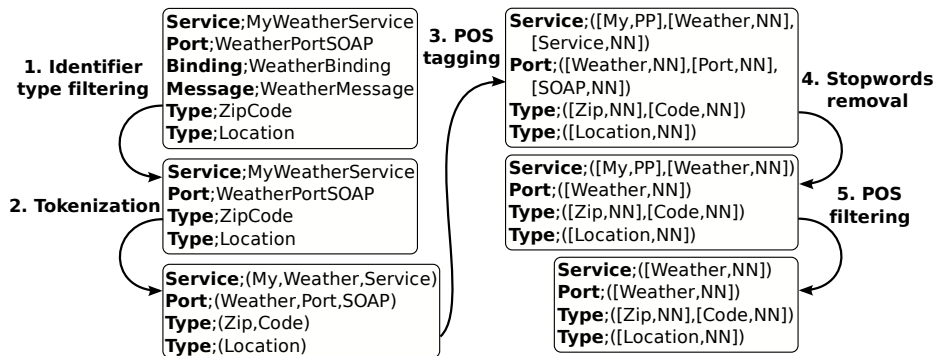 1. Identifier
type filtering
Service;MyWeatherService
Port;WeatherPortSOAP
Binding;WeatherBinding
Message;WeatherMessage
Type;ZipCode
Type;Location
2. Tokenization
Service;MyWeatherService
Port;WeatherPortSOAP
Type;ZipCode
Type;Location
Service;(My,Weather,Service)
Port;(Weather,Port,SOAP)
Type;(Zip,Code)
Type;(Location)
3. POS
tagging
Service;([My,PP],[Weather,NN],
[Service,NN])
Port;([Weather,NN],[Port,NN],
[SOAP,NN])
Type;([Zip,NN],[Code,NN])
Type;([Location,NN])
4. Stopwords
removal
Service;([My,PP],[Weather,NN])
Port;([Weather,NN])
Type;([Zip,NN],[Code,NN])
Type;([Location,NN])
5. POS
filtering
Service;([Weather,NN])
Port;([Weather,NN])
Type;([Zip,NN],[Code,NN])
Type;([Location,NN])